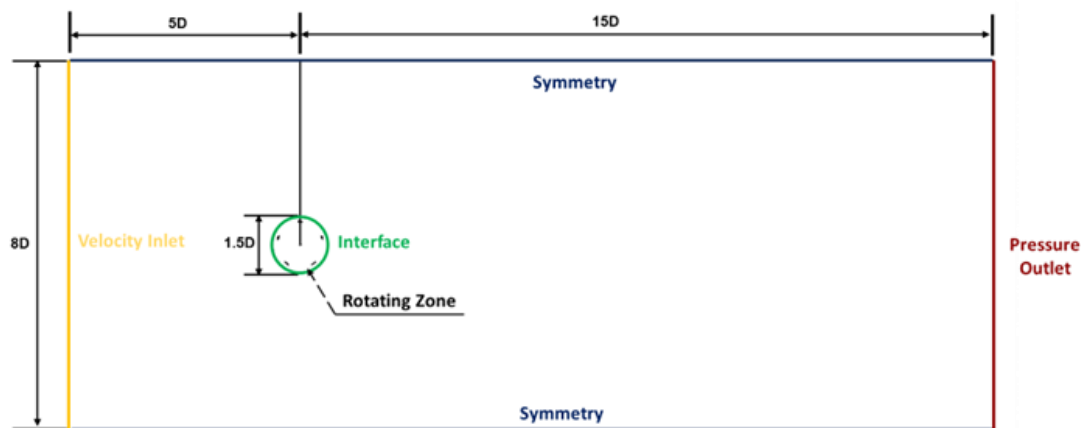 5D
15D
Symmetry
8D
Velocity Inlet
1.5D
Interface
Pressure
Outlet
Rotating Zone
Symmetry